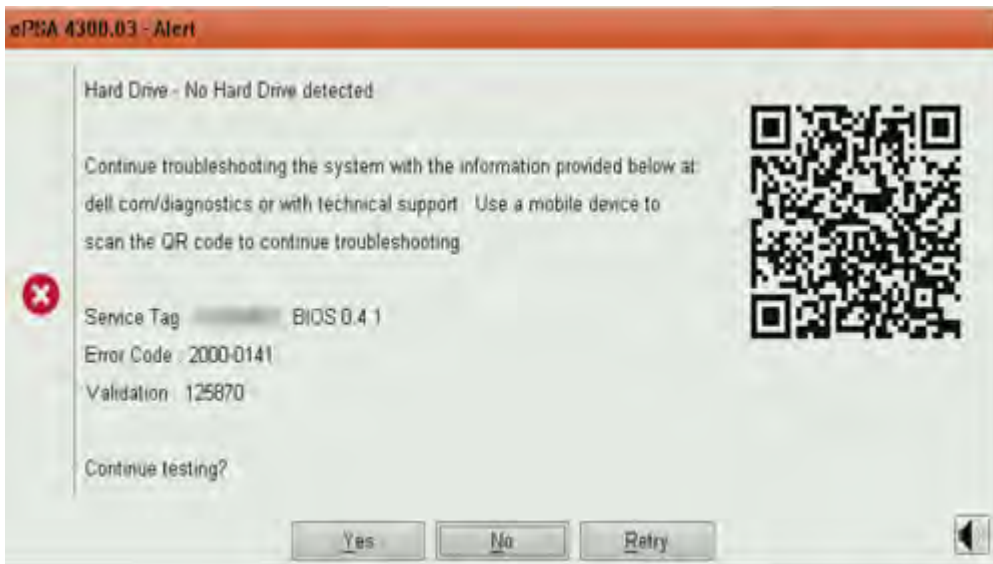 ePSA 4300.03 - Alert
Hard Drive - No Hard Drive detected
Continue troubleshooting the system with the information provided below at
dell.com/diagnostics or with technical support. Use a mobile device to
scan the QR code to continue troubleshooting.
Service Tag BIOS 0.4.1
Error Code : 2000-0141
Validation : 125870
Continue testing?
Yes No Retry